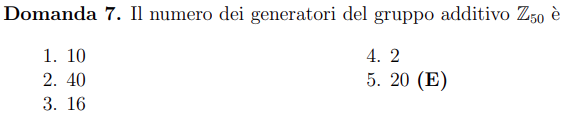 Domanda 7. Il numero dei generatori del gruppo additivo ℤ₅₀ è
1. 10
2. 40
3. 16
4. 2
5. 20 (E)